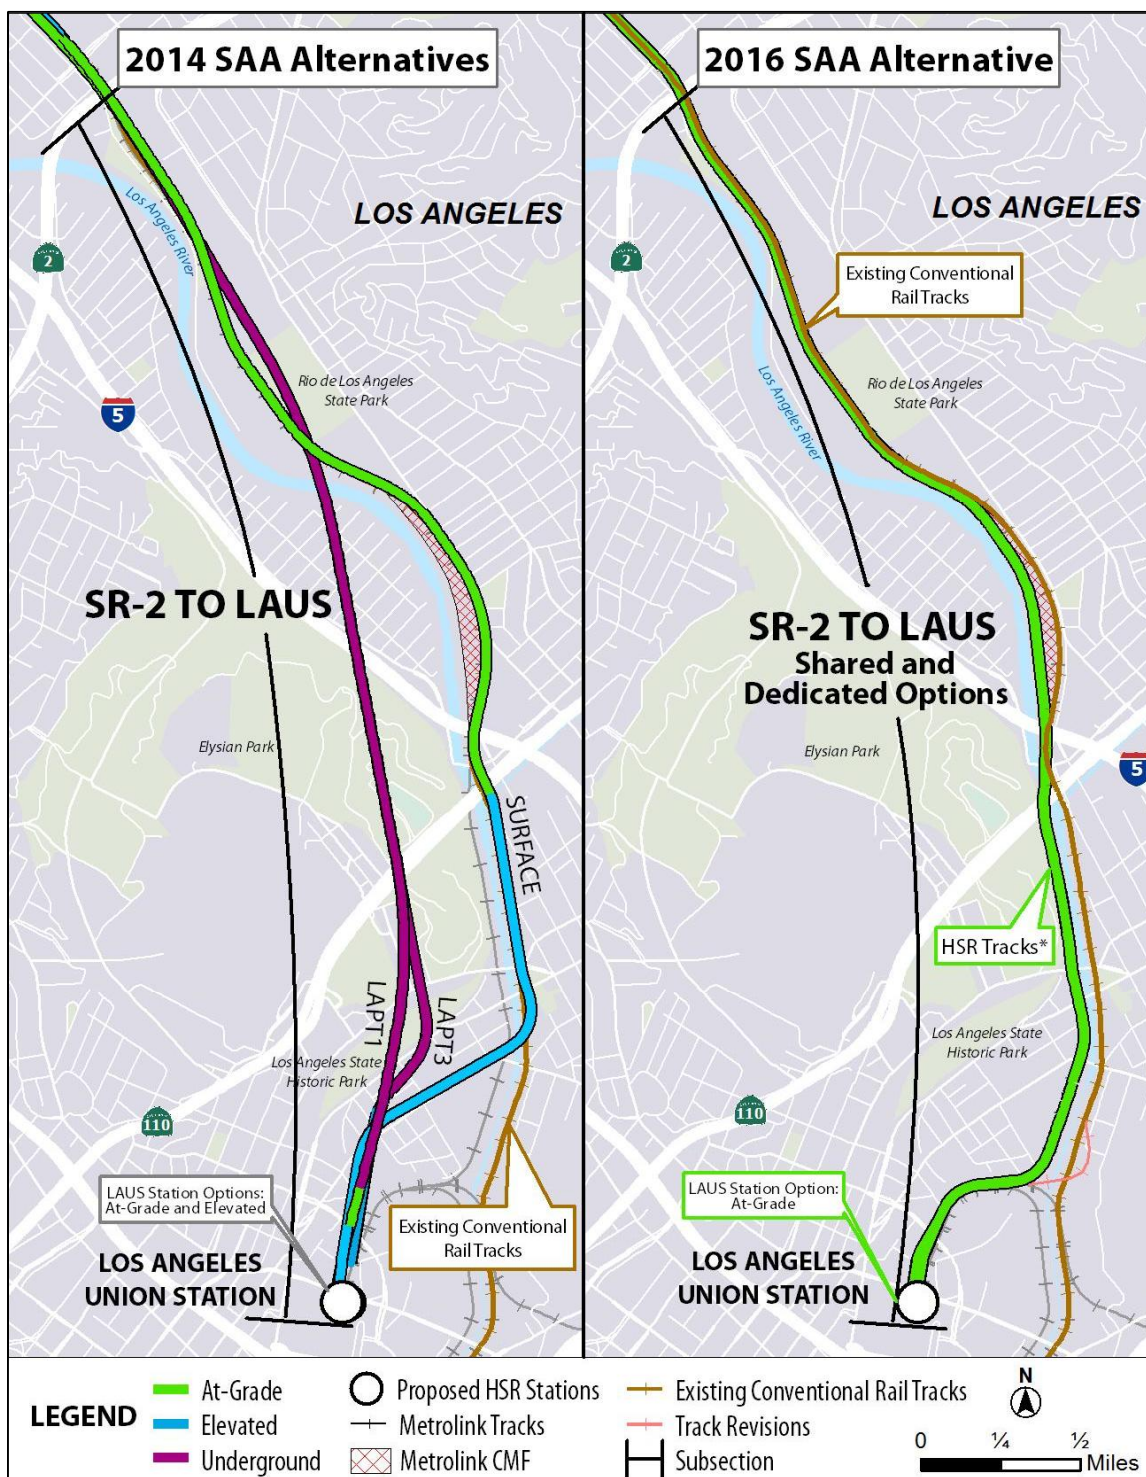 2014 SAA Alternatives
LOS ANGELES
Los Angeles River
2
5
Rio de Los Angeles
State Park
SR-2 TO LAUS
Elysian Park
SURFACE
LAPT1
LAPT3
Los Angeles State
Historic Park
110
LAUS Station Options:
At-Grade and Elevated
Existing Conventional
Rail Tracks
LOS ANGELES
UNION STATION
2016 SAA Alternative
LOS ANGELES
2
Existing Conventional
Rail Tracks
Rio de Los Angeles
State Park
Los Angeles River
SR-2 TO LAUS
Shared and
Dedicated Options
Elysian Park
5
HSR Tracks*
Los Angeles State
Historic Park
110
LAUS Station Option:
At-Grade
LOS ANGELES
UNION STATION
LEGEND
At-Grade
Elevated
Underground
Proposed HSR Stations
Metrolink Tracks
Metrolink CMF
Existing Conventional Rail Tracks
Track Revisions
Subsection
N
0 ¼ ½
Miles